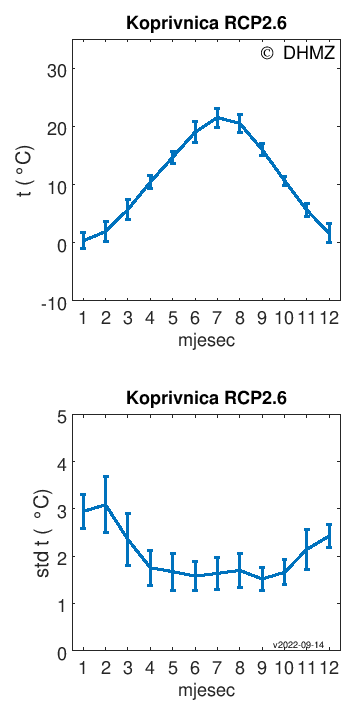 Koprivnica RCP2.6
© DHMZ
30
20
10
0
-10
t ( °C)
1 2 3 4 5 6 7 8 9 10 11 12
mjesec
Koprivnica RCP2.6
5
4
3
2
1
0
std t ( °C)
v2022-09-14
1 2 3 4 5 6 7 8 9 10 11 12
mjesec